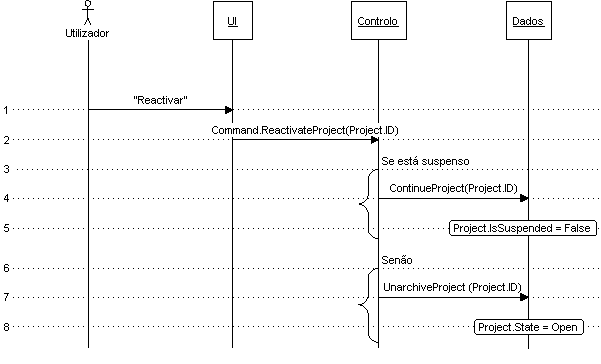 Utilizador
UI
Controlo
Dados
"Reactivar"
1
Command.ReactivateProject(Project.ID)
2
Se está suspenso
3
ContinueProject(Project.ID)
4
Project.IsSuspended = False
5
Senão
6
UnarchiveProject (Project.ID)
7
Project.State = Open
8